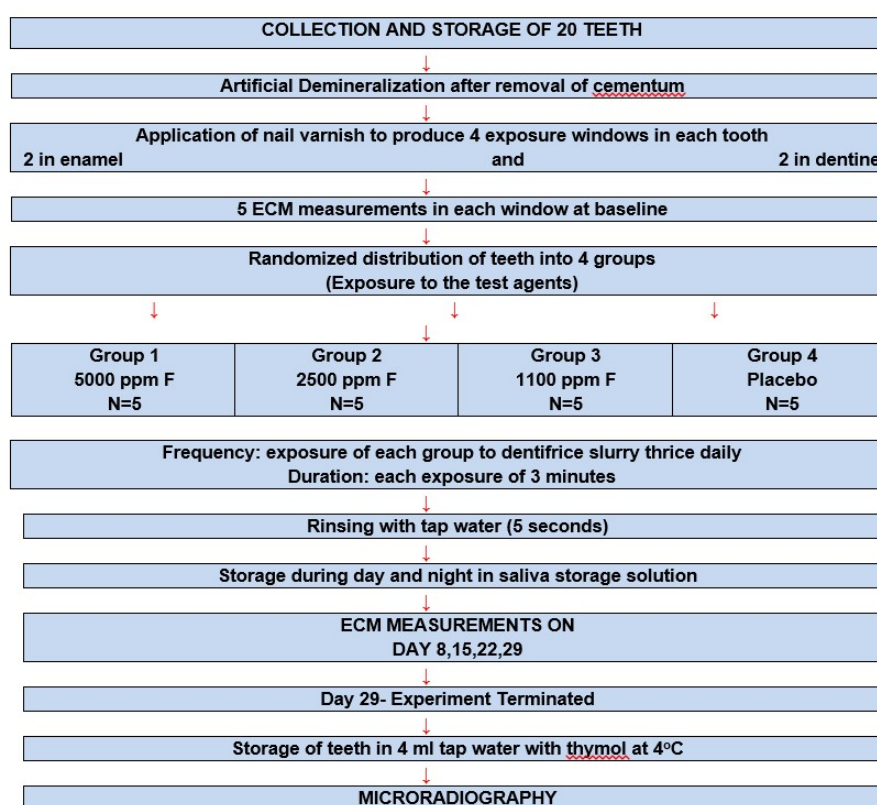 COLLECTION AND STORAGE OF 20 TEETH
↓
Artificial Demineralization after removal of cementum
↓
Application of nail varnish to produce 4 exposure windows in each tooth
2 in enamel and 2 in dentine
↓
5 ECM measurements in each window at baseline
↓
Randomized distribution of teeth into 4 groups
(Exposure to the test agents)
↓ ↓ ↓
↓
Group 1 Group 2 Group 3 Group 4
5000 ppm F 2500 ppm F 1100 ppm F Placebo
N=5 N=5 N=5 N=5
Frequency: exposure of each group to dentifrice slurry thrice daily
Duration: each exposure of 3 minutes
↓
Rinsing with tap water (5 seconds)
↓
Storage during day and night in saliva storage solution
↓
ECM MEASUREMENTS ON
DAY 8,15,22,29
↓
Day 29- Experiment Terminated
↓
Storage of teeth in 4 ml tap water with thymol at 4°C
↓
MICRORADIOGRAPHY